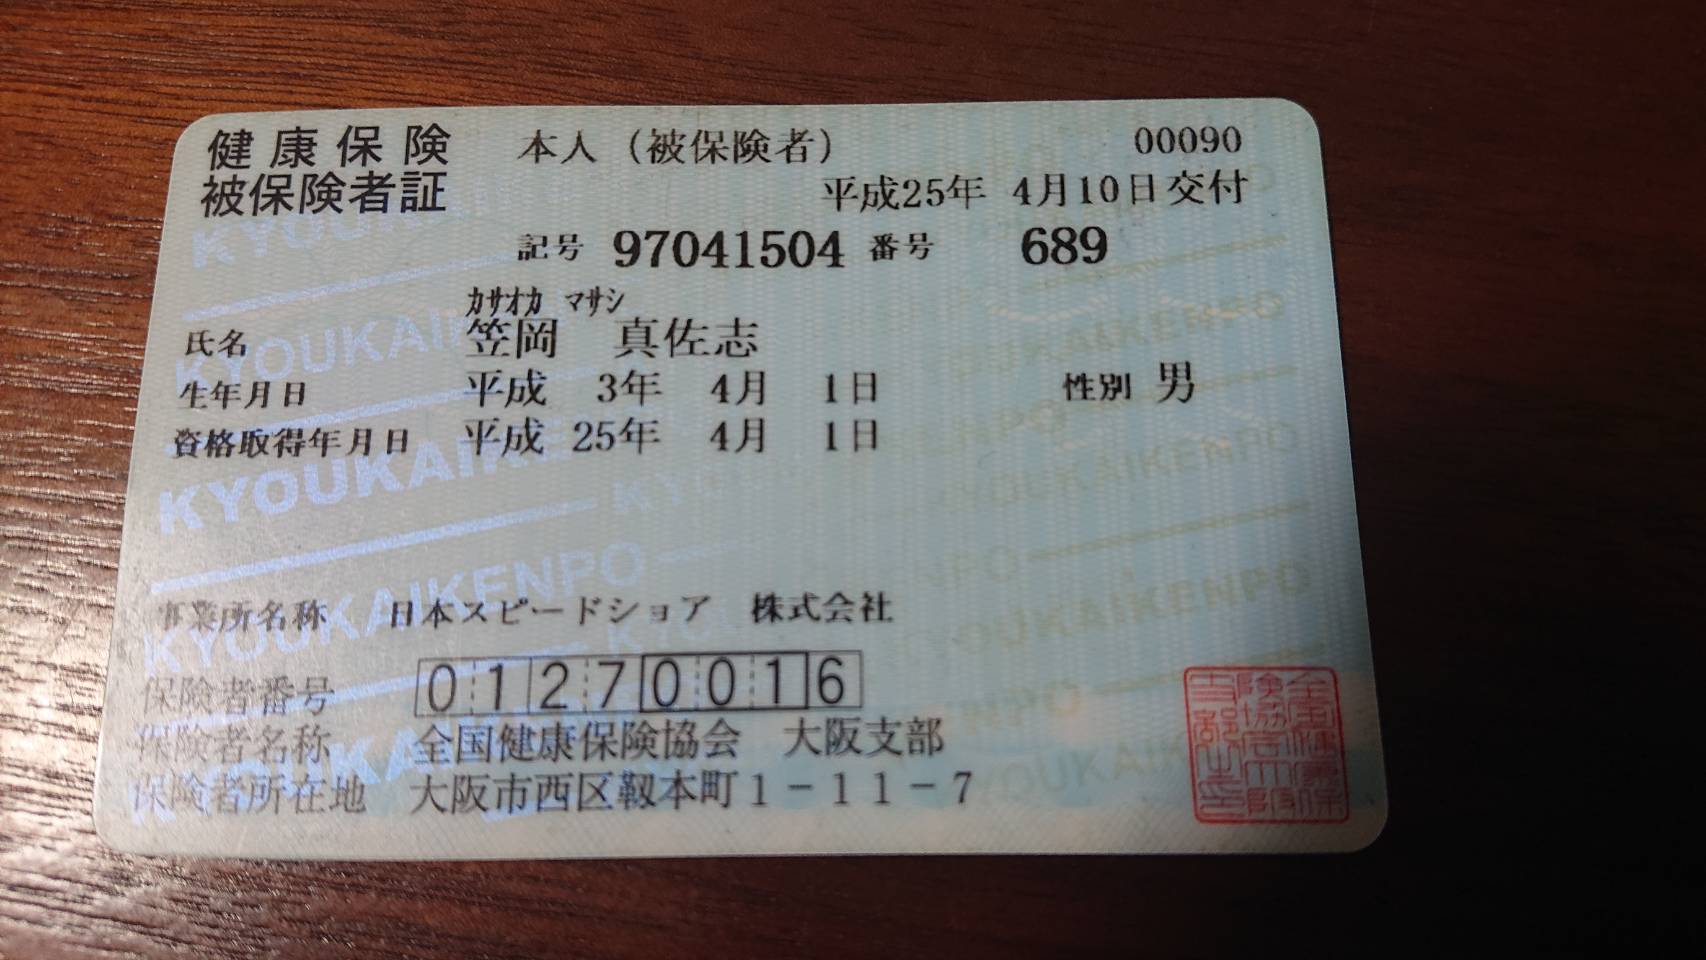 健康保険 本人（被保険者） 00090
被保険者証 平成25年 4月10日交付
記号 97041504 番号 689
カサオカ マサシ
氏名 笠岡 真佐志
生年月日 平成 3年 4月 1日 性別 男
資格取得年月日 平成 25年 4月 1日
事業所名称 日本スピードショア 株式会社
保険者番号 01270016
保険者名称 全国健康保険協会 大阪支部
保険者所在地 大阪市西区靱本町1-11-7
KYOUKAIKENPO